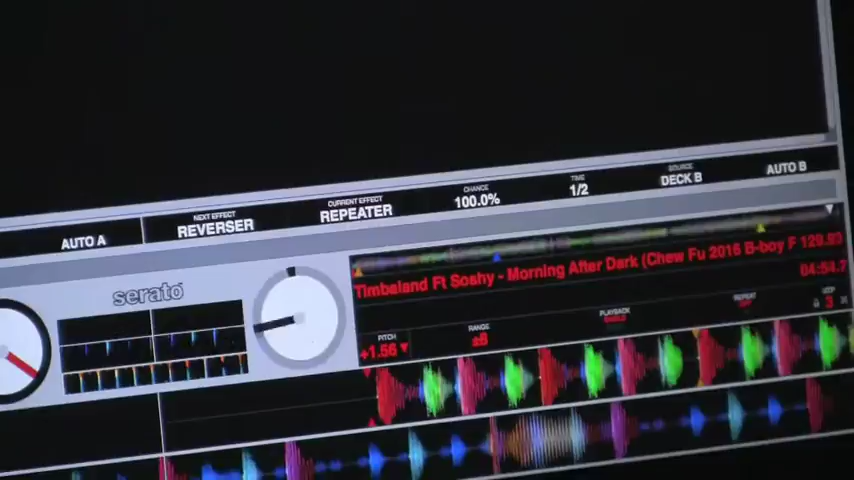 AUTO A
NEXT EFFECT
REVERSER
CURRENT EFFECT
REPEATER
CHANCE
100.0%
TIME
1/2
SOURCE
DECK B
AUTO B
serato
Timbaland Ft Soshy - Morning After Dark (Chew Fu 2016 B-boy F 129.93
04:54.7
PITCH
+1.56
RANGE
±8
PLAYBACK
SINGLE
REPEAT
3